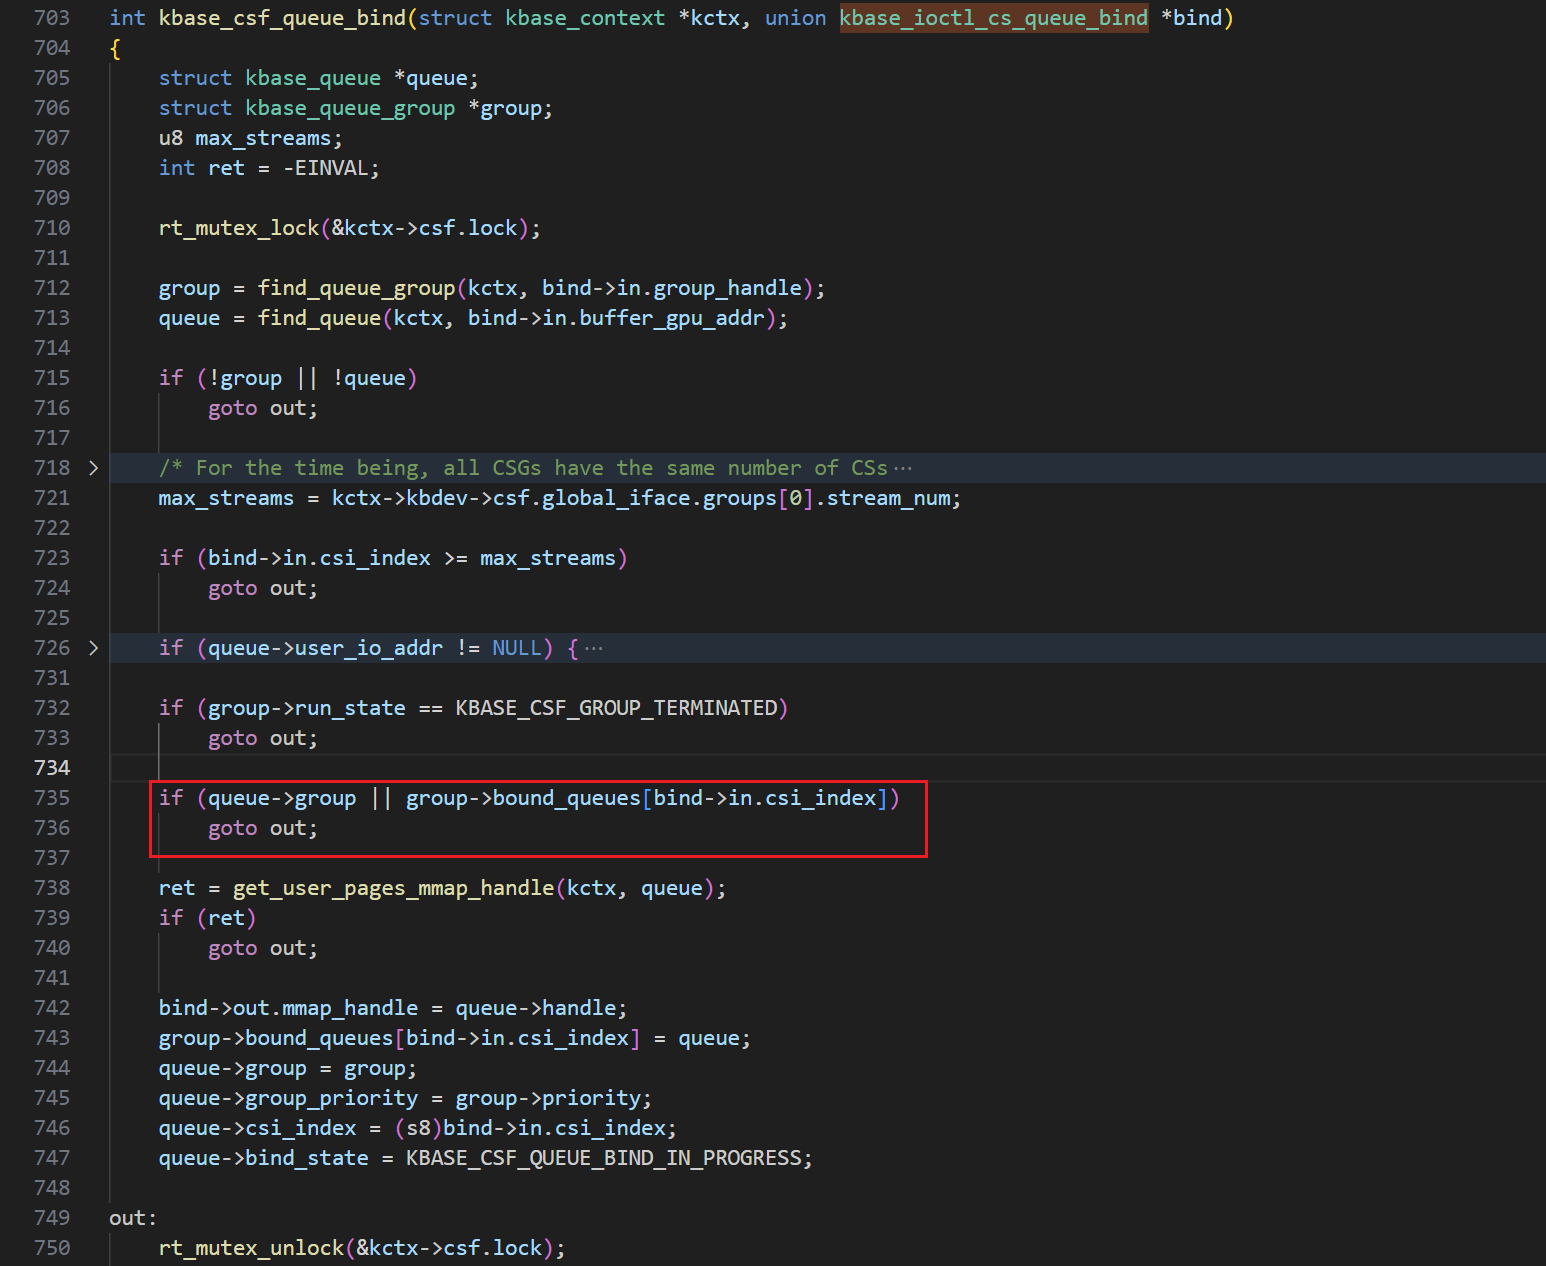 703 int kbase_csf_queue_bind(struct kbase_context *kctx, union kbase_ioctl_cs_queue_bind *bind)
704 {
705     struct kbase_queue *queue;
706     struct kbase_queue_group *group;
707     u8 max_streams;
708     int ret = -EINVAL;
709
710     rt_mutex_lock(&kctx->csf.lock);
711
712     group = find_queue_group(kctx, bind->in.group_handle);
713     queue = find_queue(kctx, bind->in.buffer_gpu_addr);
714
715     if (!group || !queue)
716         goto out;
717
718 >   /* For the time being, all CSGs have the same number of CSs···
721     max_streams = kctx->kbdev->csf.global_iface.groups[0].stream_num;
722
723     if (bind->in.csi_index >= max_streams)
724         goto out;
725
726 >   if (queue->user_io_addr != NULL) {···
731
732     if (group->run_state == KBASE_CSF_GROUP_TERMINATED)
733         goto out;
734
735     if (queue->group || group->bound_queues[bind->in.csi_index])
736         goto out;
737
738     ret = get_user_pages_mmap_handle(kctx, queue);
739     if (ret)
740         goto out;
741
742     bind->out.mmap_handle = queue->handle;
743     group->bound_queues[bind->in.csi_index] = queue;
744     queue->group = group;
745     queue->group_priority = group->priority;
746     queue->csi_index = (s8)bind->in.csi_index;
747     queue->bind_state = KBASE_CSF_QUEUE_BIND_IN_PROGRESS;
748
749 out:
750     rt_mutex_unlock(&kctx->csf.lock);